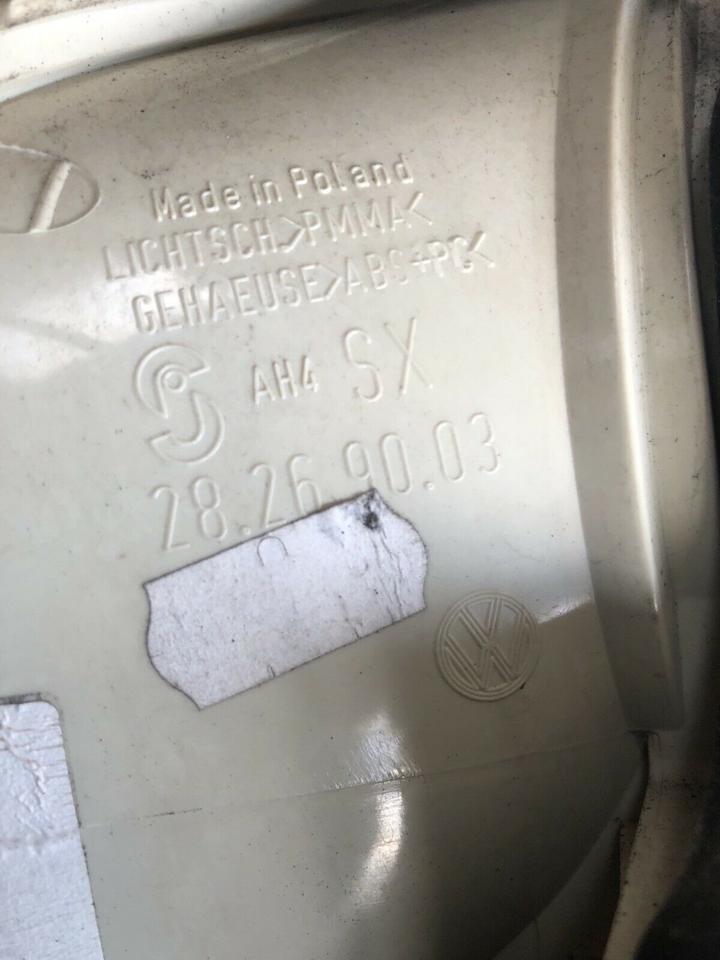 Made in Poland
LICHTSCH>PMMA<
GEHAEUSE>ABS+PC<
AH4 SX
28.26.90.03